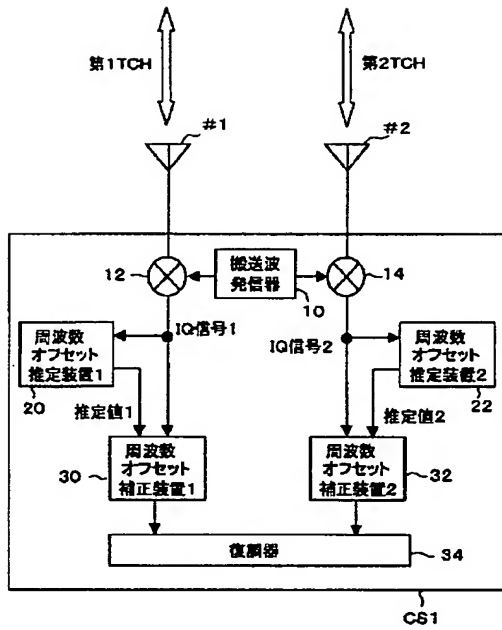 第1TCH
第2TCH
#1
#2
12
搬送波
発信器
14
10
IQ信号1
IQ信号2
周波数
オフセット
推定装置1
周波数
オフセット
推定装置2
20
推定値1
推定値2
22
30
周波数
オフセット
補正装置1
周波数
オフセット
補正装置2
32
復調器
34
CS1